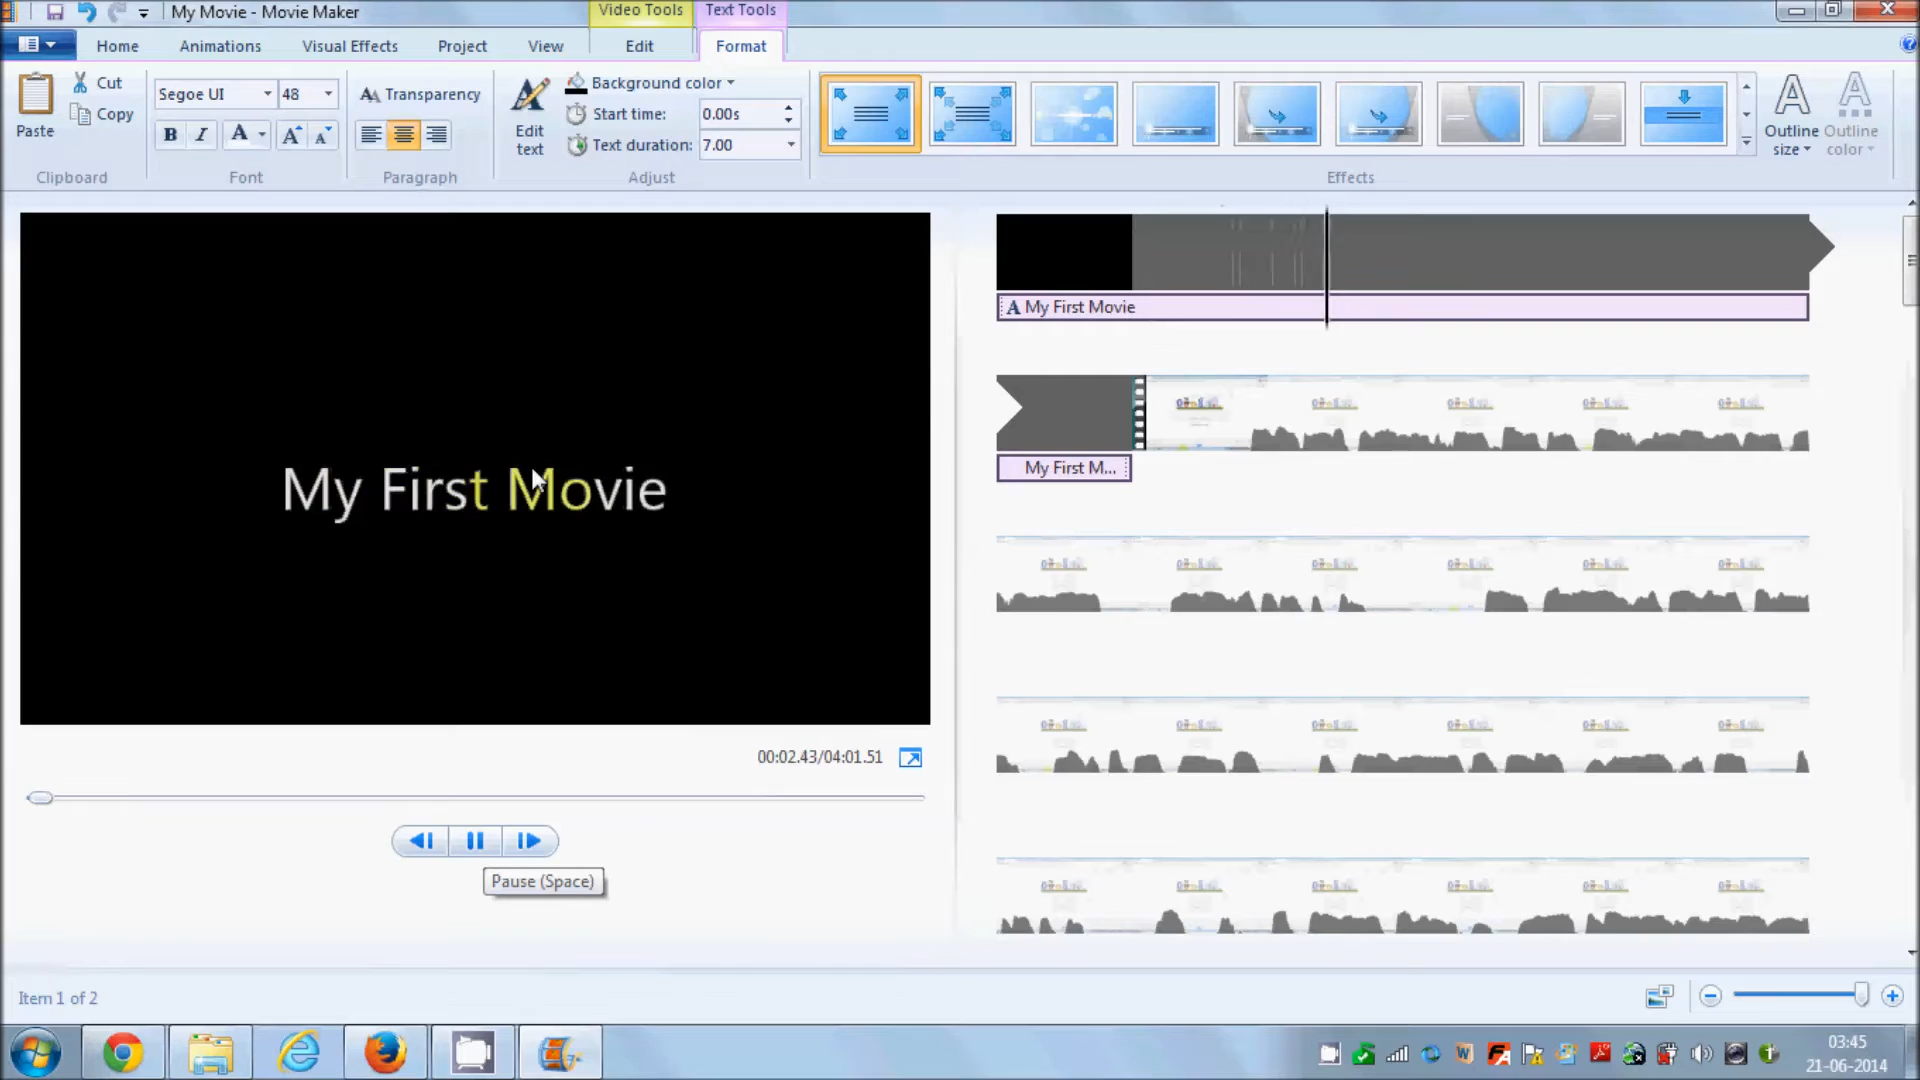 My Movie - Movie Maker
Video Tools
Text Tools
Home
Animations
Visual Effects
Project
View
Edit
Format
Paste
Cut
Copy
Clipboard
Segoe UI
48
B I A A A
Font
Transparency
Paragraph
Edit text
Background color
Start time: 0.00s
Text duration: 7.00
Adjust
Effects
Outline size
Outline color
My First Movie
00:02.43/04:01.51
Pause (Space)
A My First Movie
My First M...
Item 1 of 2
03:45
21-06-2014